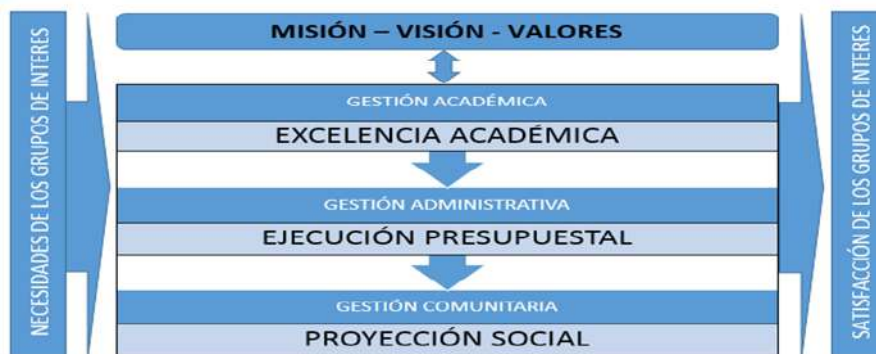 NECESIDADES DE LOS GRUPOS DE INTERES
MISIÓN – VISIÓN - VALORES
GESTIÓN ACADÉMICA
EXCELENCIA ACADÉMICA
GESTIÓN ADMINISTRATIVA
EJECUCIÓN PRESUPUESTAL
GESTIÓN COMUNITARIA
PROYECCIÓN SOCIAL
SATISFACCIÓN DE LOS GRUPOS DE INTERES